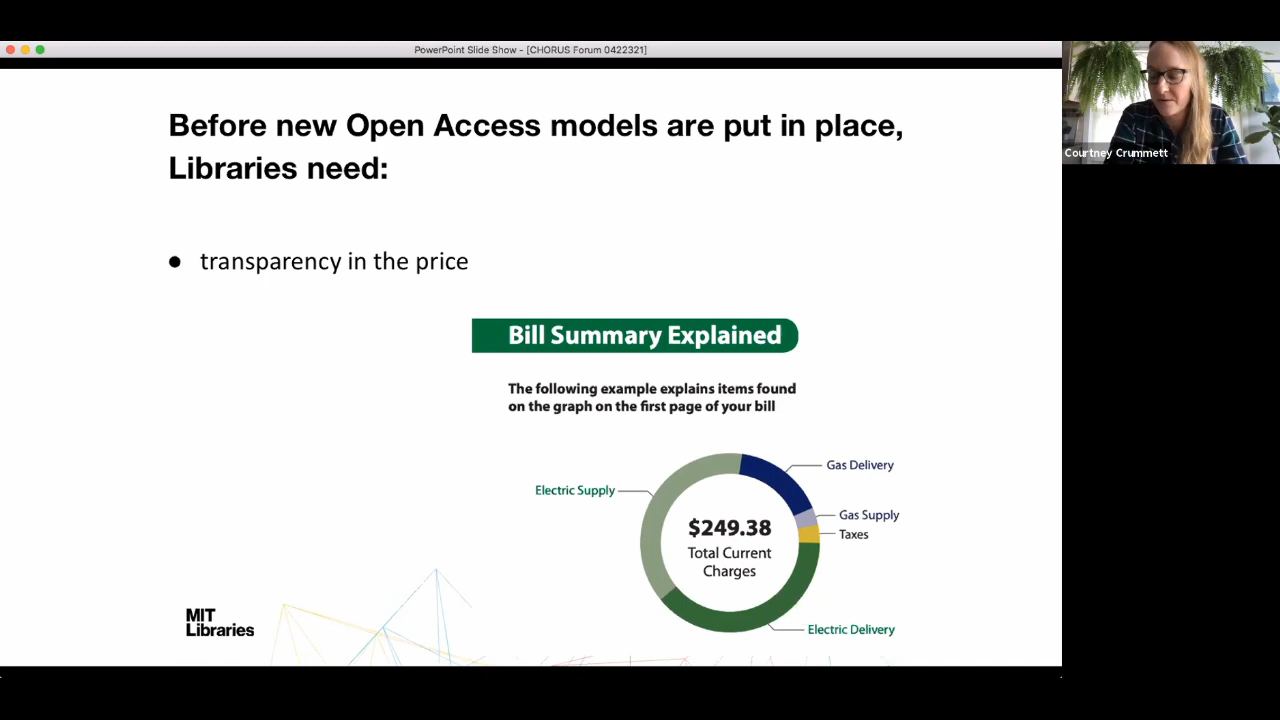 PowerPoint Slide Show - [CHORUS Forum 0422321]
Before new Open Access models are put in place,
Libraries need:
● transparency in the price
Bill Summary Explained
The following example explains items found
on the graph on the first page of your bill
Gas Delivery
Electric Supply
Gas Supply
$249.38
Taxes
Total Current
Charges
Electric Delivery
MIT
Libraries
Courtney Crummett